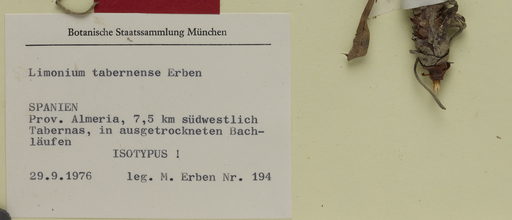 Botanische Staatssammlung München
Limonium tabernense Erben
SPANIEN
Prov. Almeria, 7,5 km südwestlich
Tabernas, in ausgetrockneten Bach-
läufen
ISOTYPUS !
29.9.1976 leg. M. Erben Nr. 194